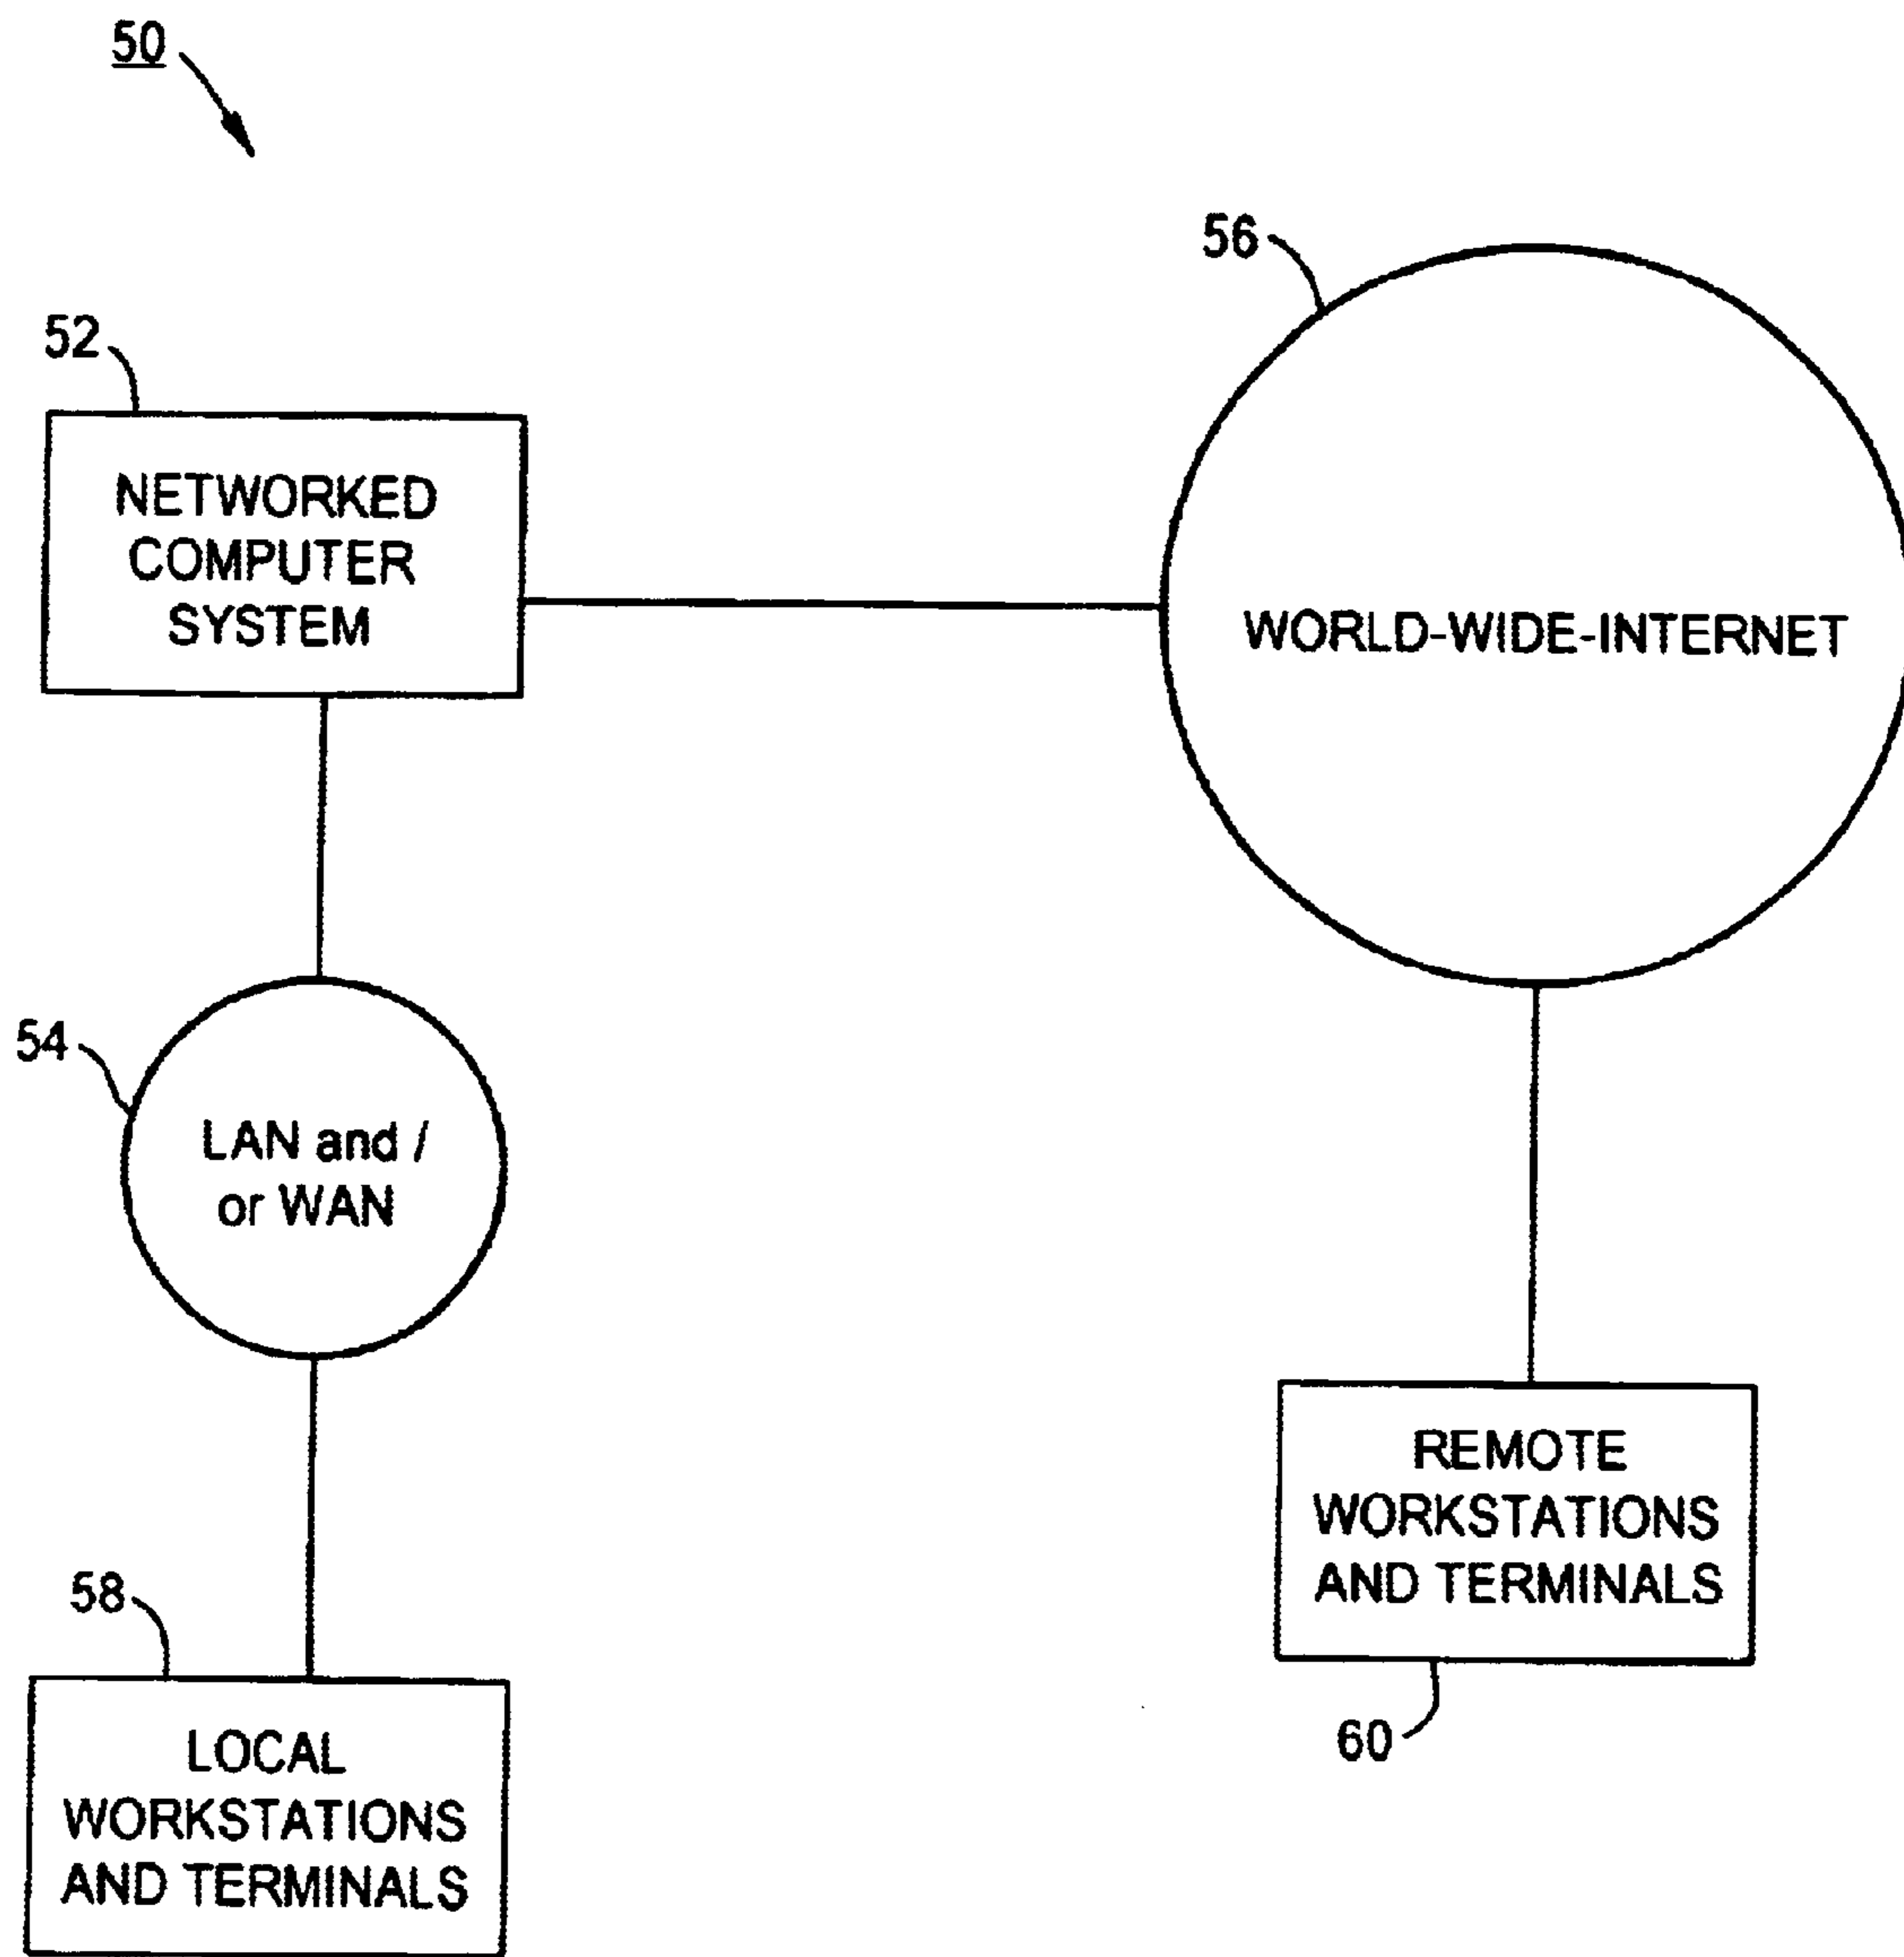 50
56
52
NETWORKED
COMPUTER
SYSTEM
WORLD-WIDE-INTERNET
54
LAN and /
or WAN
REMOTE
WORKSTATIONS
AND TERMINALS
58
60
LOCAL
WORKSTATIONS
AND TERMINALS